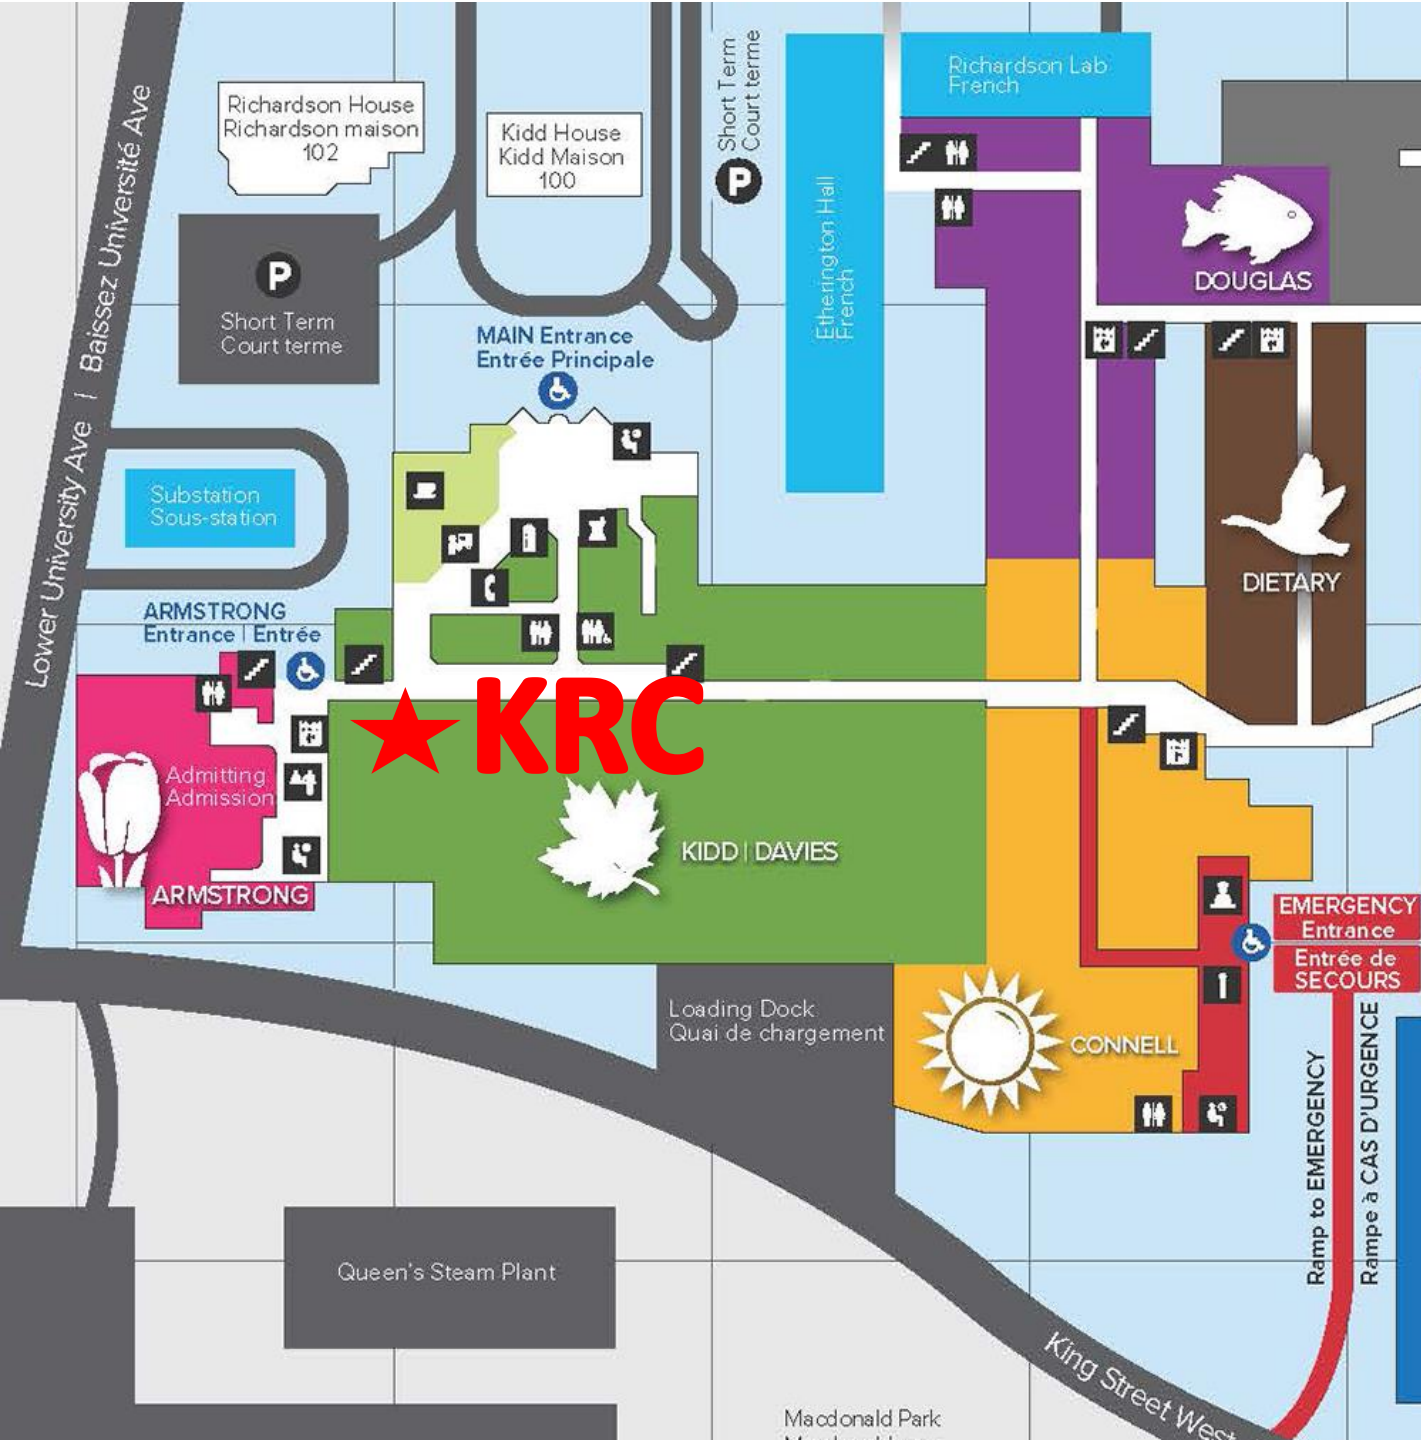 Lower University Ave | Baissez Université Ave
Richardson House
Richardson maison
102
Kidd House
Kidd Maison
100
Short Term
Court terme
P
Richardson Lab
French
Etherington Hall
French
DOUGLAS
P
Short Term
Court terme
MAIN Entrance
Entrée Principale
Substation
Sous-station
DIETARY
ARMSTRONG
Entrance | Entrée
KRC
Admitting
Admission
ARMSTRONG
KIDD | DAVIES
EMERGENCY
Entrance
Entrée de
SECOURS
Loading Dock
Quai de chargement
CONNELL
Ramp to EMERGENCY
Rampe à CAS D'URGENCE
Queen's Steam Plant
King Street West
Macdonald Park